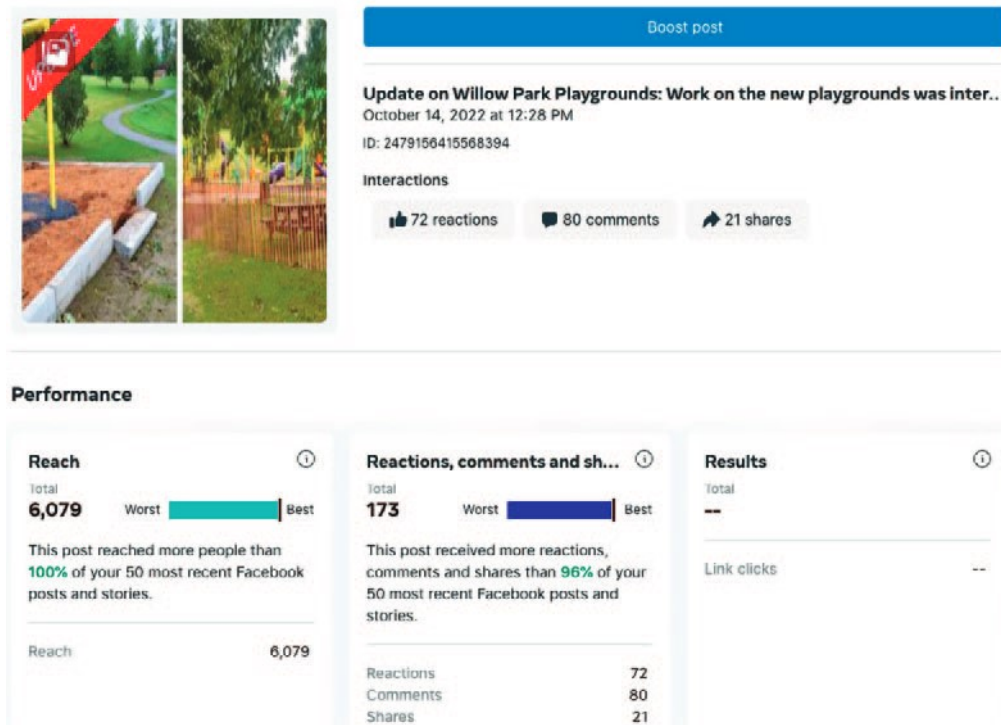 UPDATE
Boost post
Update on Willow Park Playgrounds: Work on the new playgrounds was inter..
October 14, 2022 at 12:28 PM
ID: 2479156415568394
Interactions
72 reactions
80 comments
21 shares
Performance
Reach
Total
6,079
Worst
Best
This post reached more people than
100% of your 50 most recent Facebook
posts and stories.
Reach
6,079
Reactions, comments and sh...
Total
173
Worst
Best
This post received more reactions,
comments and shares than 96% of your
50 most recent Facebook posts and
stories.
Reactions
72
Comments
80
Shares
21
Results
Total
--
Link clicks
--